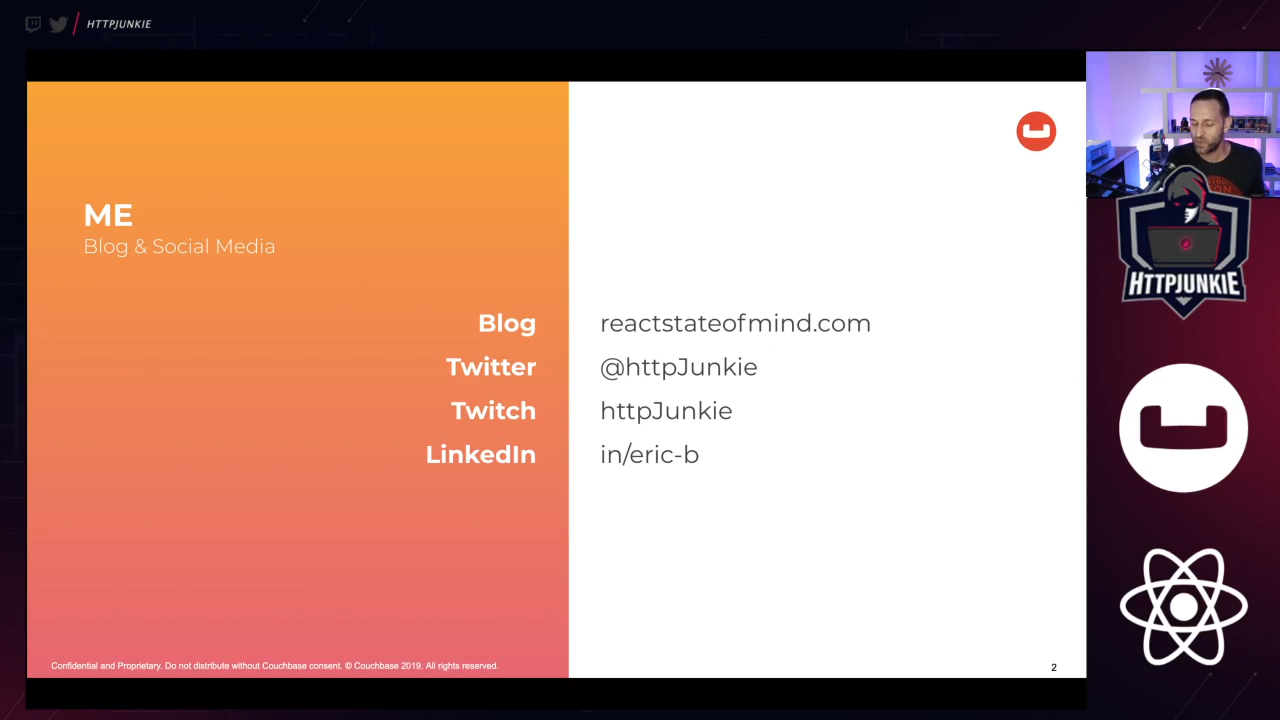 HTTPJUNKIE
ME
Blog & Social Media
Blog reactstateofmind.com
Twitter @httpJunkie
Twitch httpJunkie
LinkedIn in/eric-b
Confidential and Proprietary. Do not distribute without Couchbase consent. © Couchbase 2019. All rights reserved.
2
HTTPJUNKIE